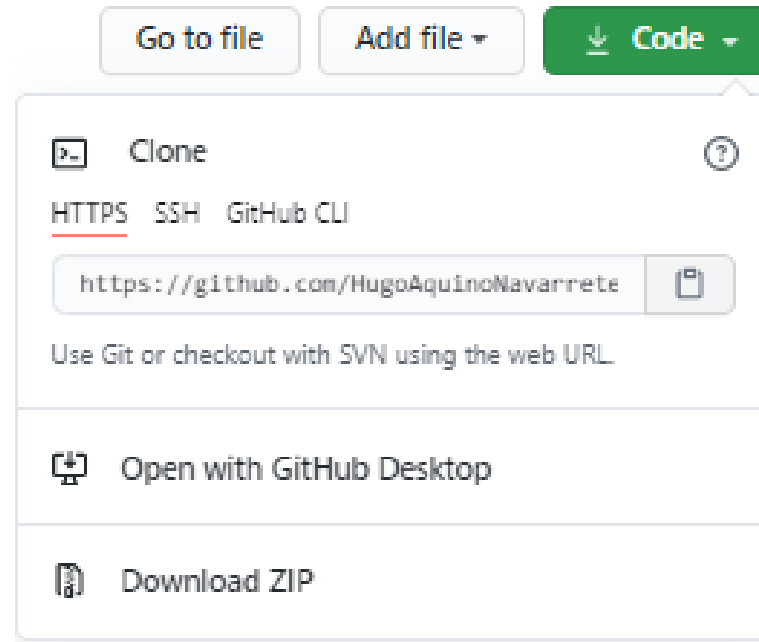 Go to file Add file Code
Clone
HTTPS SSH GitHub CLI
https://github.com/HugoAquinoNavarrete
Use Git or checkout with SVN using the web URL.
Open with GitHub Desktop
Download ZIP